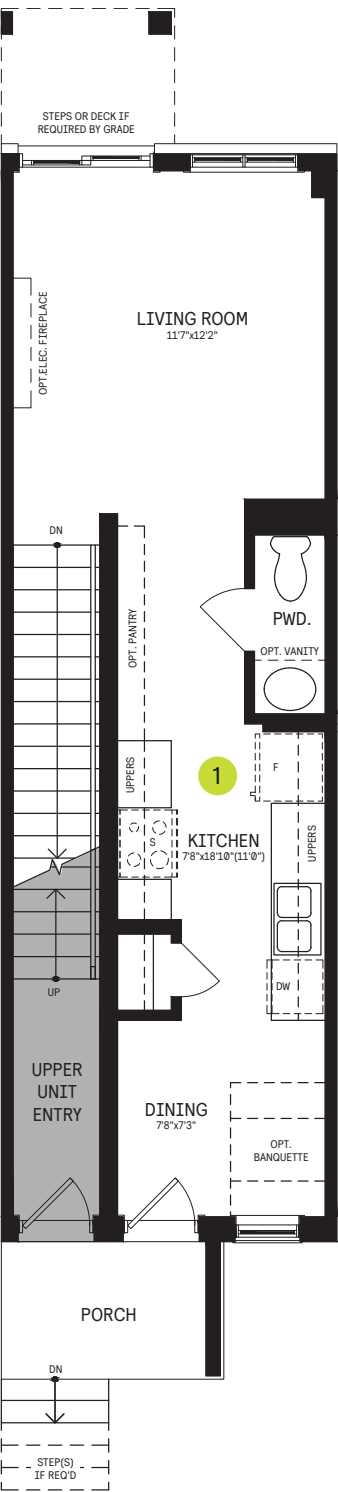 STEPS OR DECK IF
REQUIRED BY GRADE
LIVING ROOM
11'7"x12'2"
OPT.ELEC. FIREPLACE
DN
OPT. PANTRY
PWD.
OPT. VANITY
UPPERS
1
F
S
KITCHEN
7'8"x18'10"(11'0")
UPPERS
UP
DW
UPPER
UNIT
ENTRY
DINING
7'8"x7'3"
OPT.
BANQUETTE
PORCH
DN
STEP(S)
IF REQ'D